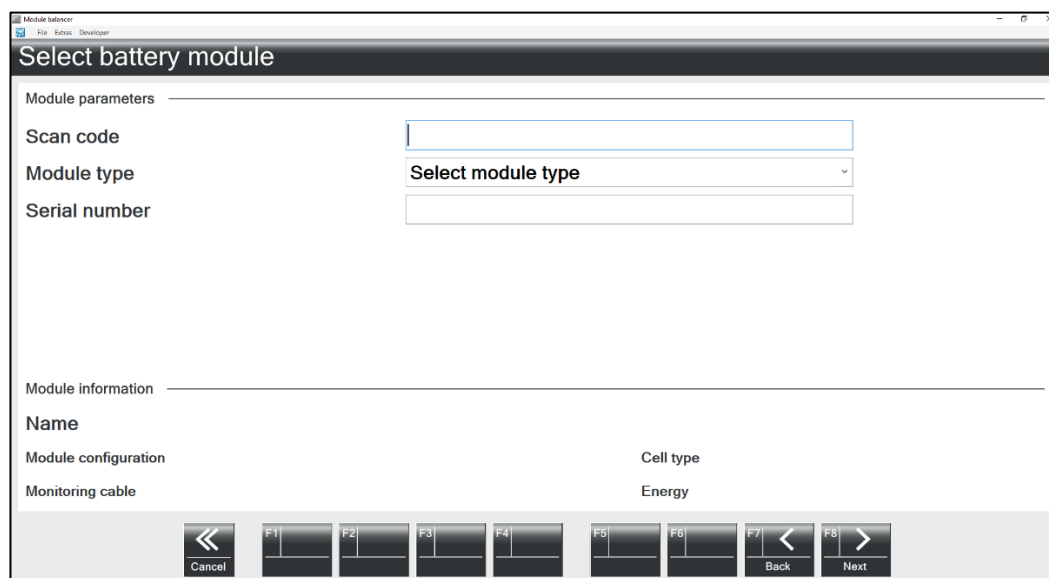 Module balancer
File Extras Developer
Select battery module
Module parameters
Scan code
Module type Select module type
Serial number
Module information
Name
Module configuration Cell type
Monitoring cable Energy
F1 F2 F3 F4 F5 F6 F7 F8
Cancel Back Next